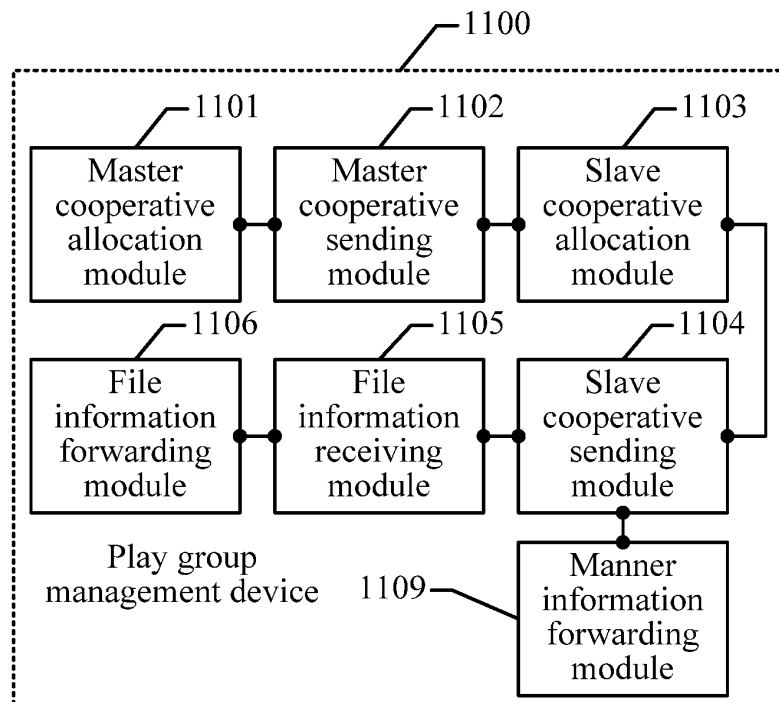 1100
1101
1102
1103
Master
cooperative
allocation
module
Master
cooperative
sending
module
Slave
cooperative
allocation
module
1106
1105
1104
File
information
forwarding
module
File
information
receiving
module
Slave
cooperative
sending
module
Play group
management device
1109
Manner
information
forwarding
module